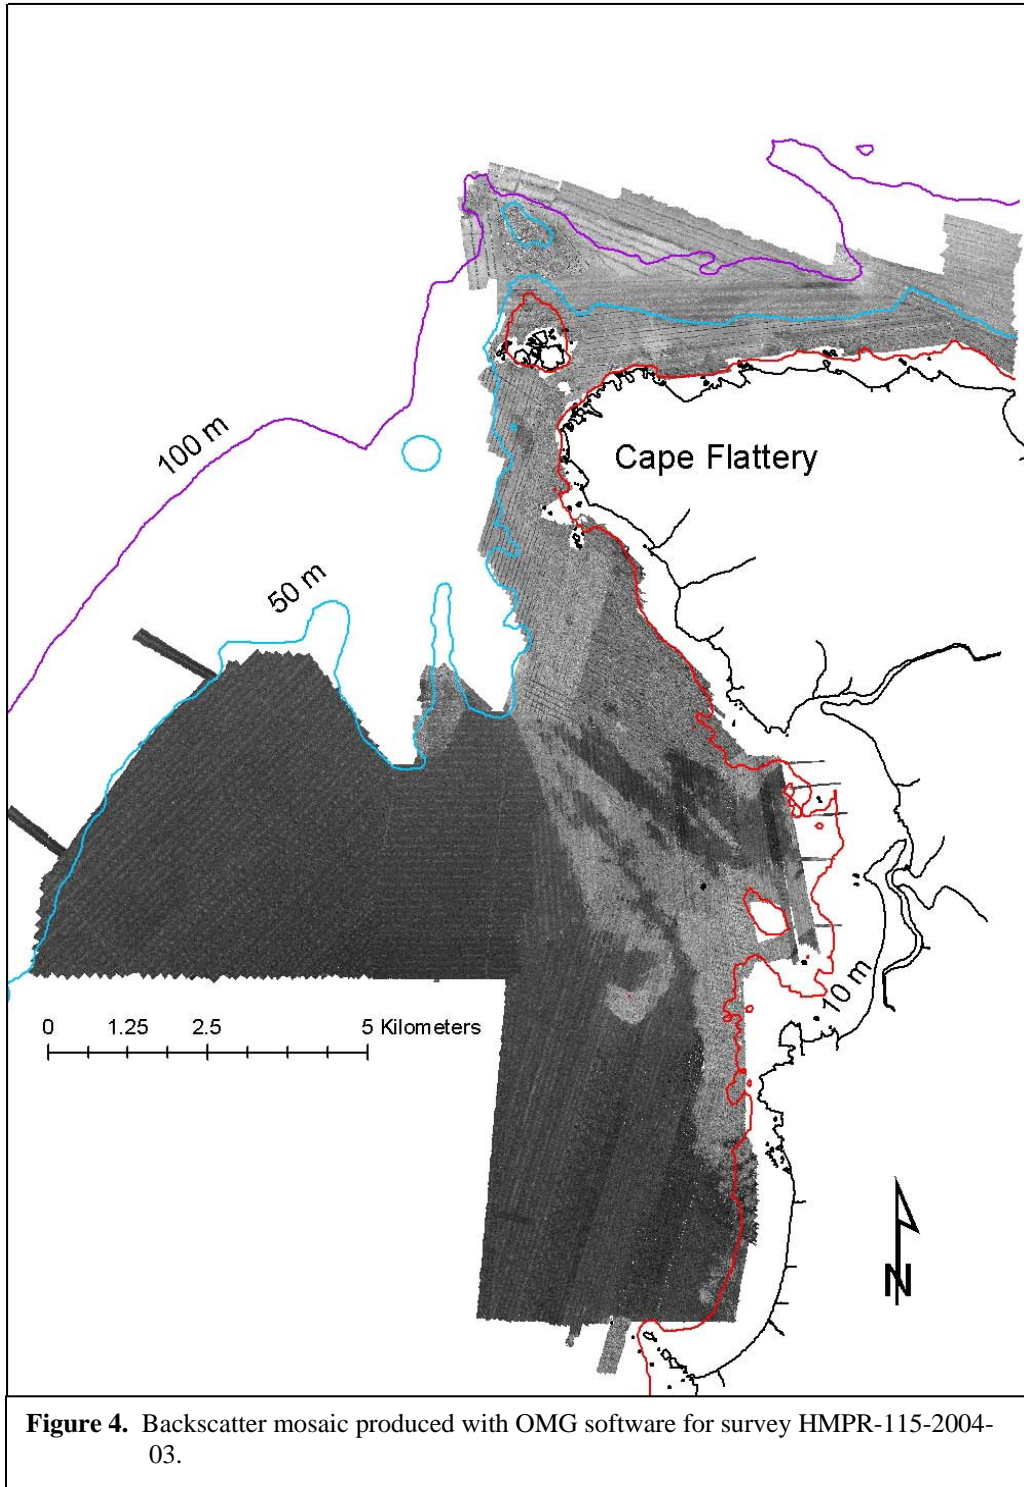 100 m
Cape Flattery
50 m
10 m
0 1.25 2.5 5 Kilometers
N
Figure 4. Backscatter mosaic produced with OMG software for survey HMPR-115-2004-
03.